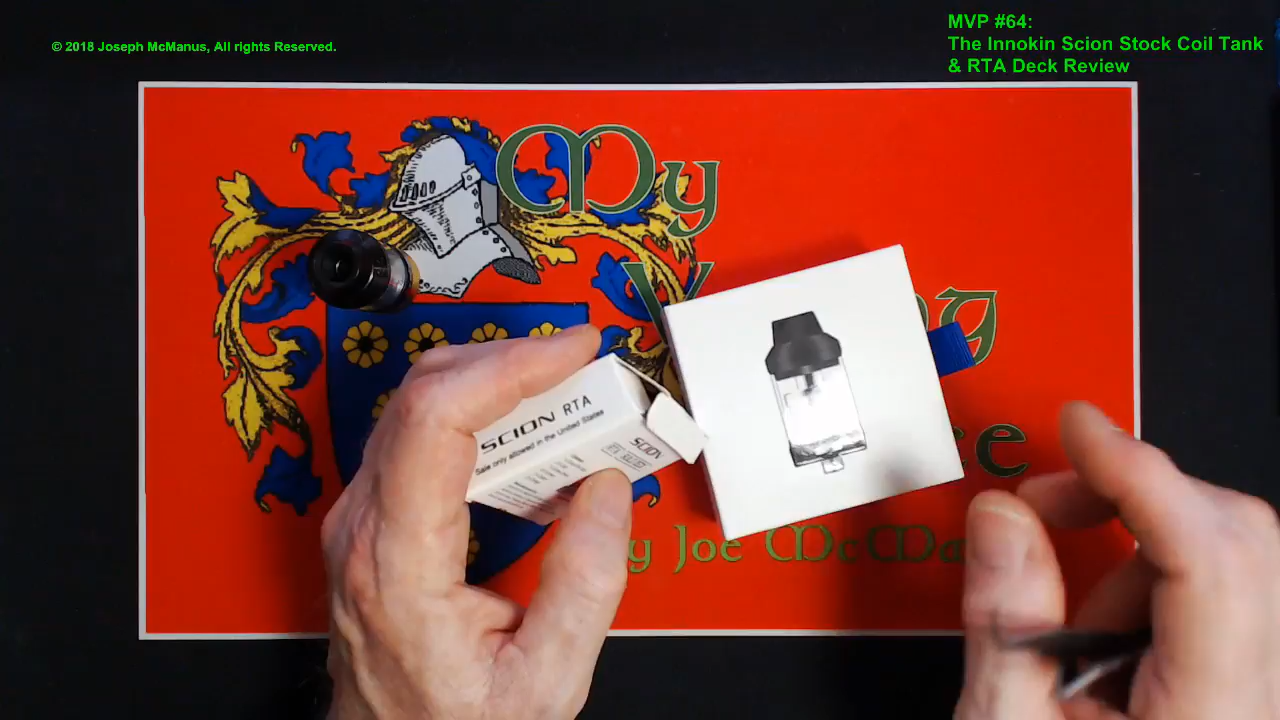 © 2018 Joseph McManus, All rights Reserved.
MVP #64:
The Innokin Scion Stock Coil Tank
& RTA Deck Review
My
V
g
ce
y Joe McMa
SCION RTA
Sale only allowed in the United States
SCION